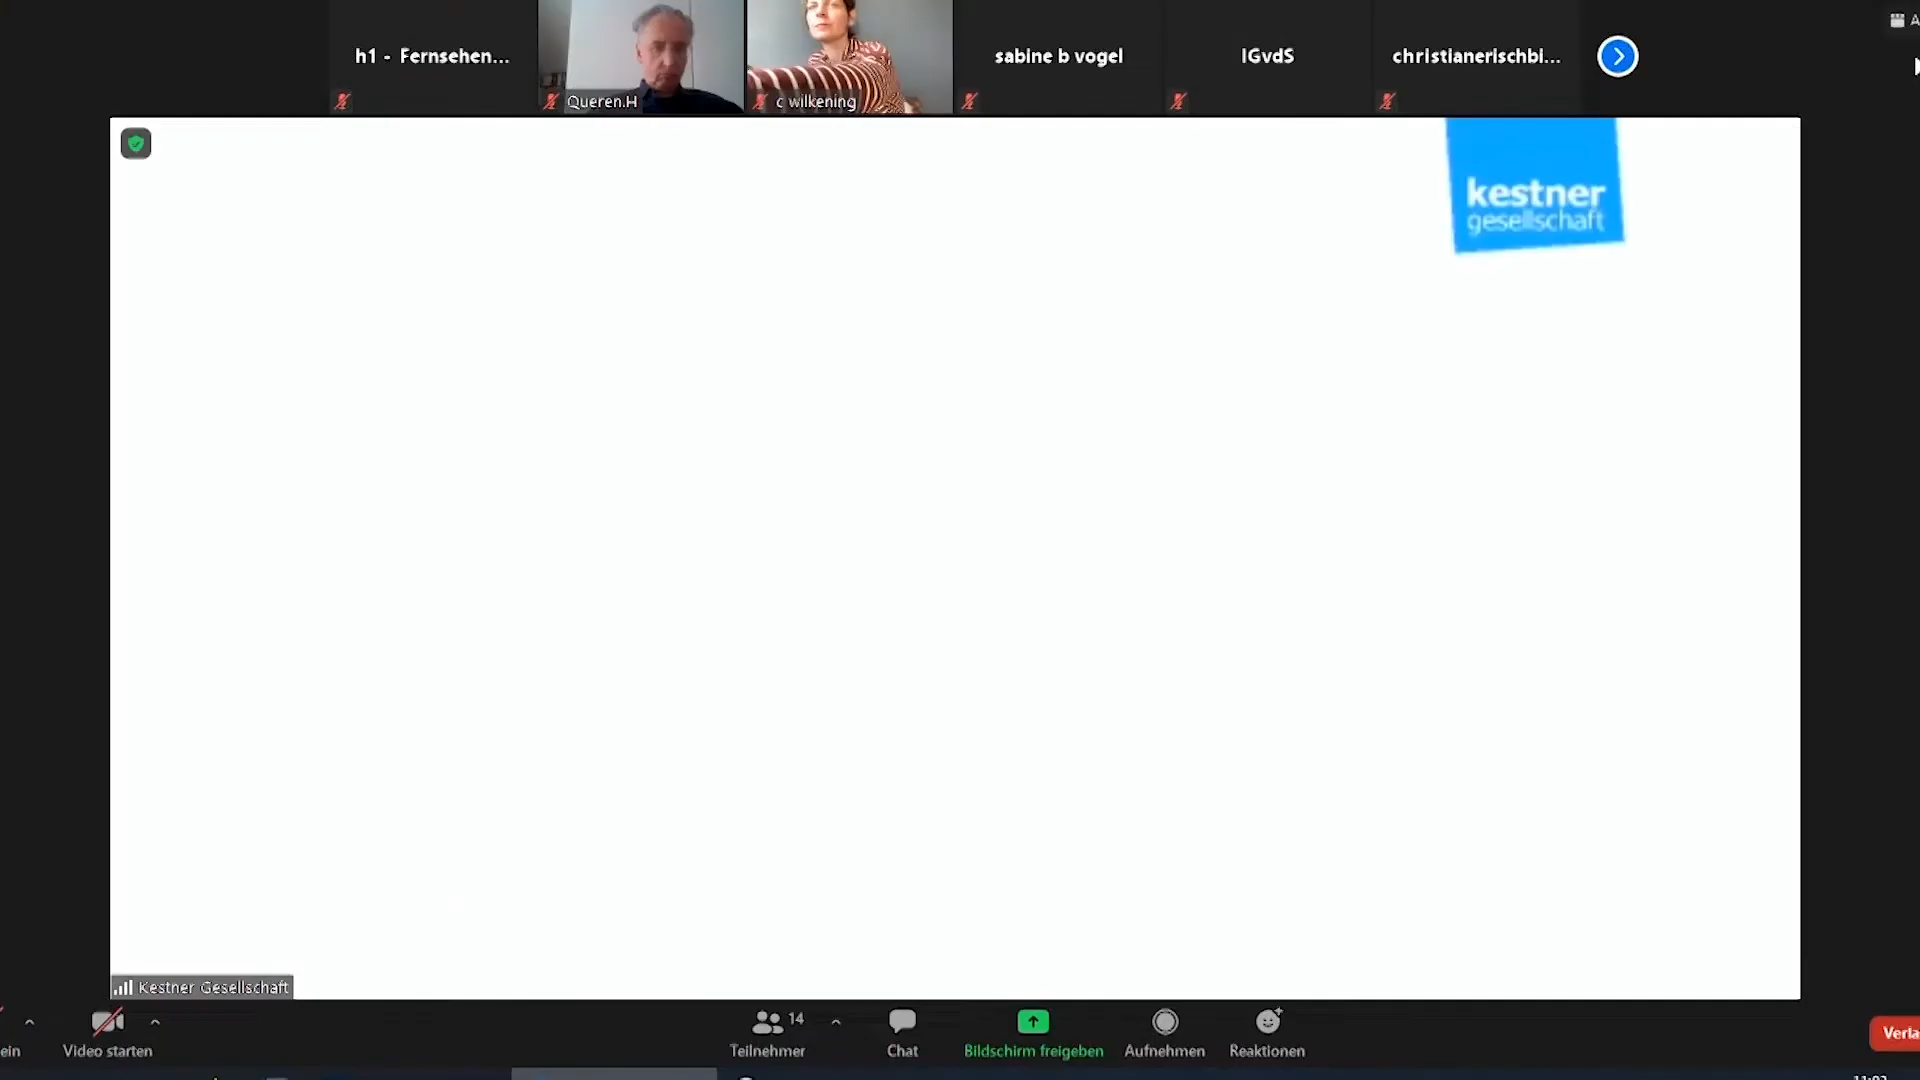 h1 - Fernsehen...
Queren.H
c wilkening
sabine b vogel
IGvdS
christianerischbi...
A
kestner
gesellschaft
Kestner Gesellschaft
ein
Video starten
14
Teilnehmer
Chat
Bildschirm freigeben
Aufnehmen
Reaktionen
Verla